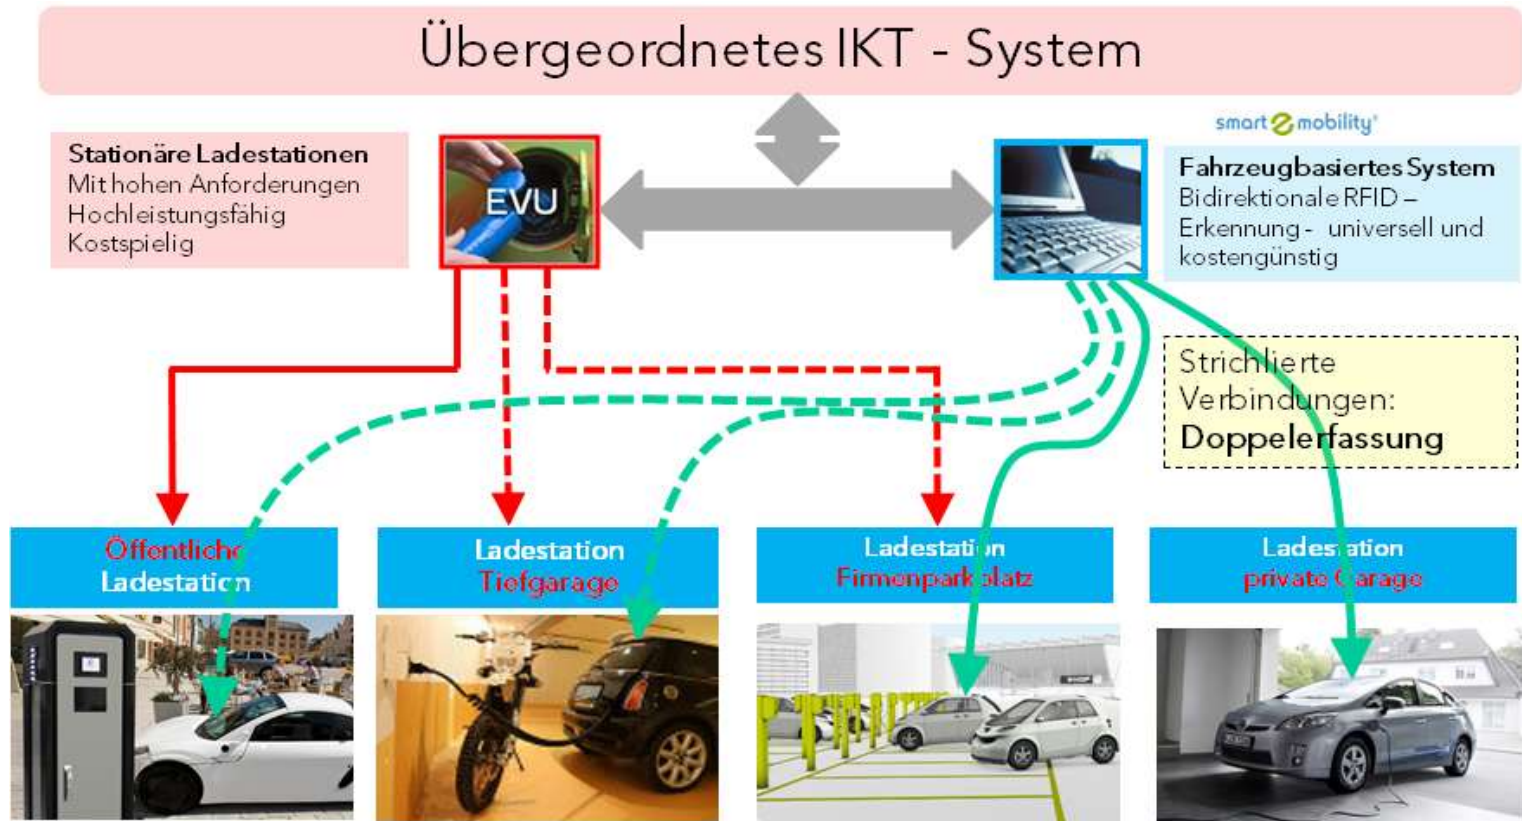 Übergeordnetes IKT - System
smart e mobility®
Stationäre Ladestationen
Mit hohen Anforderungen
Hochleistungsfähig
Kostspielig
EVU
Fahrzeugbasiertes System
Bidirektionale RFID –
Erkennung - universell und
kostengünstig
Strichlierte
Verbindungen:
Doppelerfassung
Öffentliche
Ladestation
Ladestation
Tiefgarage
Ladestation
Firmenparkplatz
Ladestation
private Garage